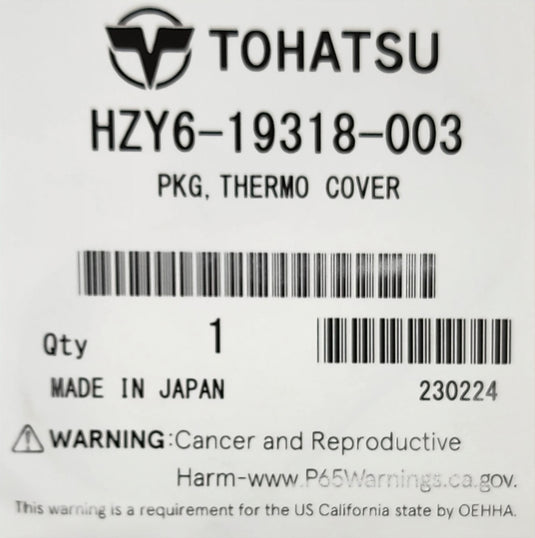 TOHATSU
HZY6-19318-003
PKG, THERMO COVER
Qty 1
MADE IN JAPAN 230224
WARNING:Cancer and Reproductive
Harm-www.P65Warnings.ca.gov.
This warning is a requirement for the US California state by OEHHA.